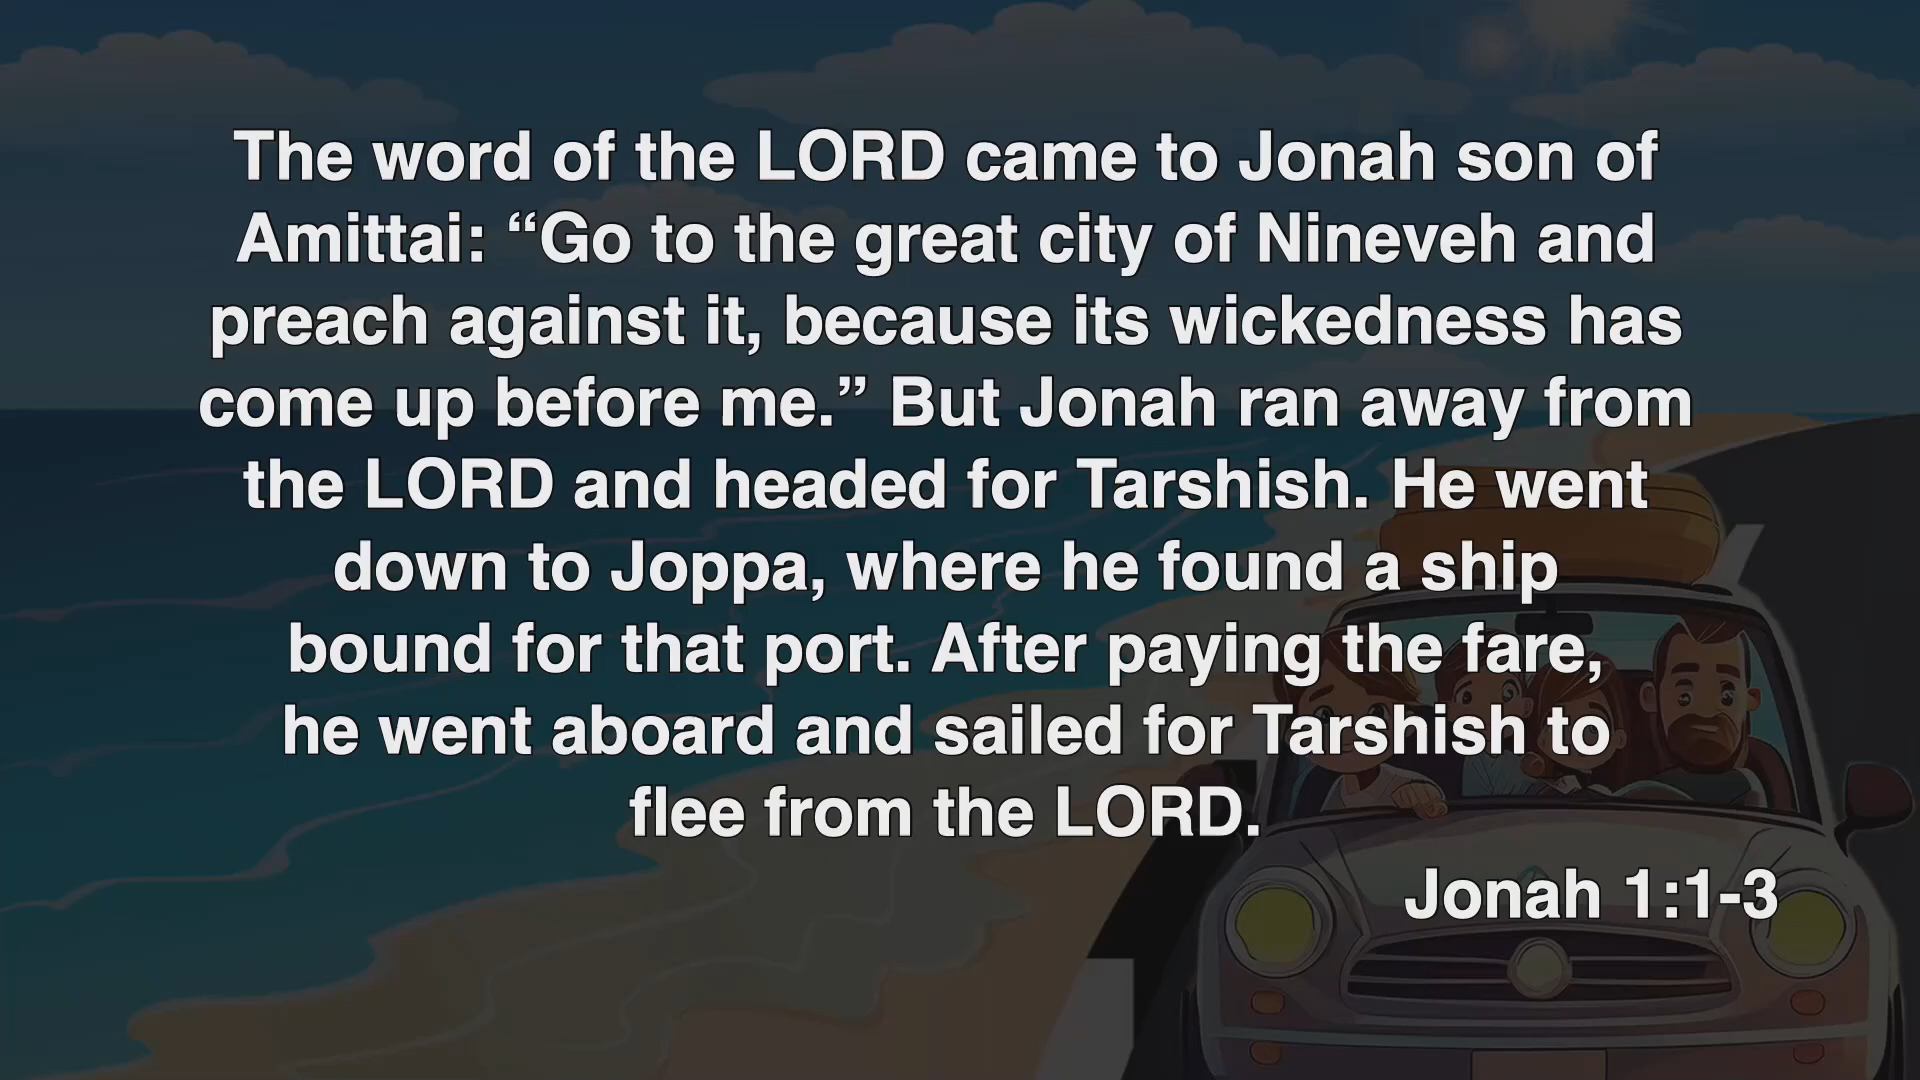 The word of the LORD came to Jonah son of
Amittai: “Go to the great city of Nineveh and
preach against it, because its wickedness has
come up before me.” But Jonah ran away from
the LORD and headed for Tarshish. He went
down to Joppa, where he found a ship
bound for that port. After paying the fare,
he went aboard and sailed for Tarshish to
flee from the LORD.
Jonah 1:1-3